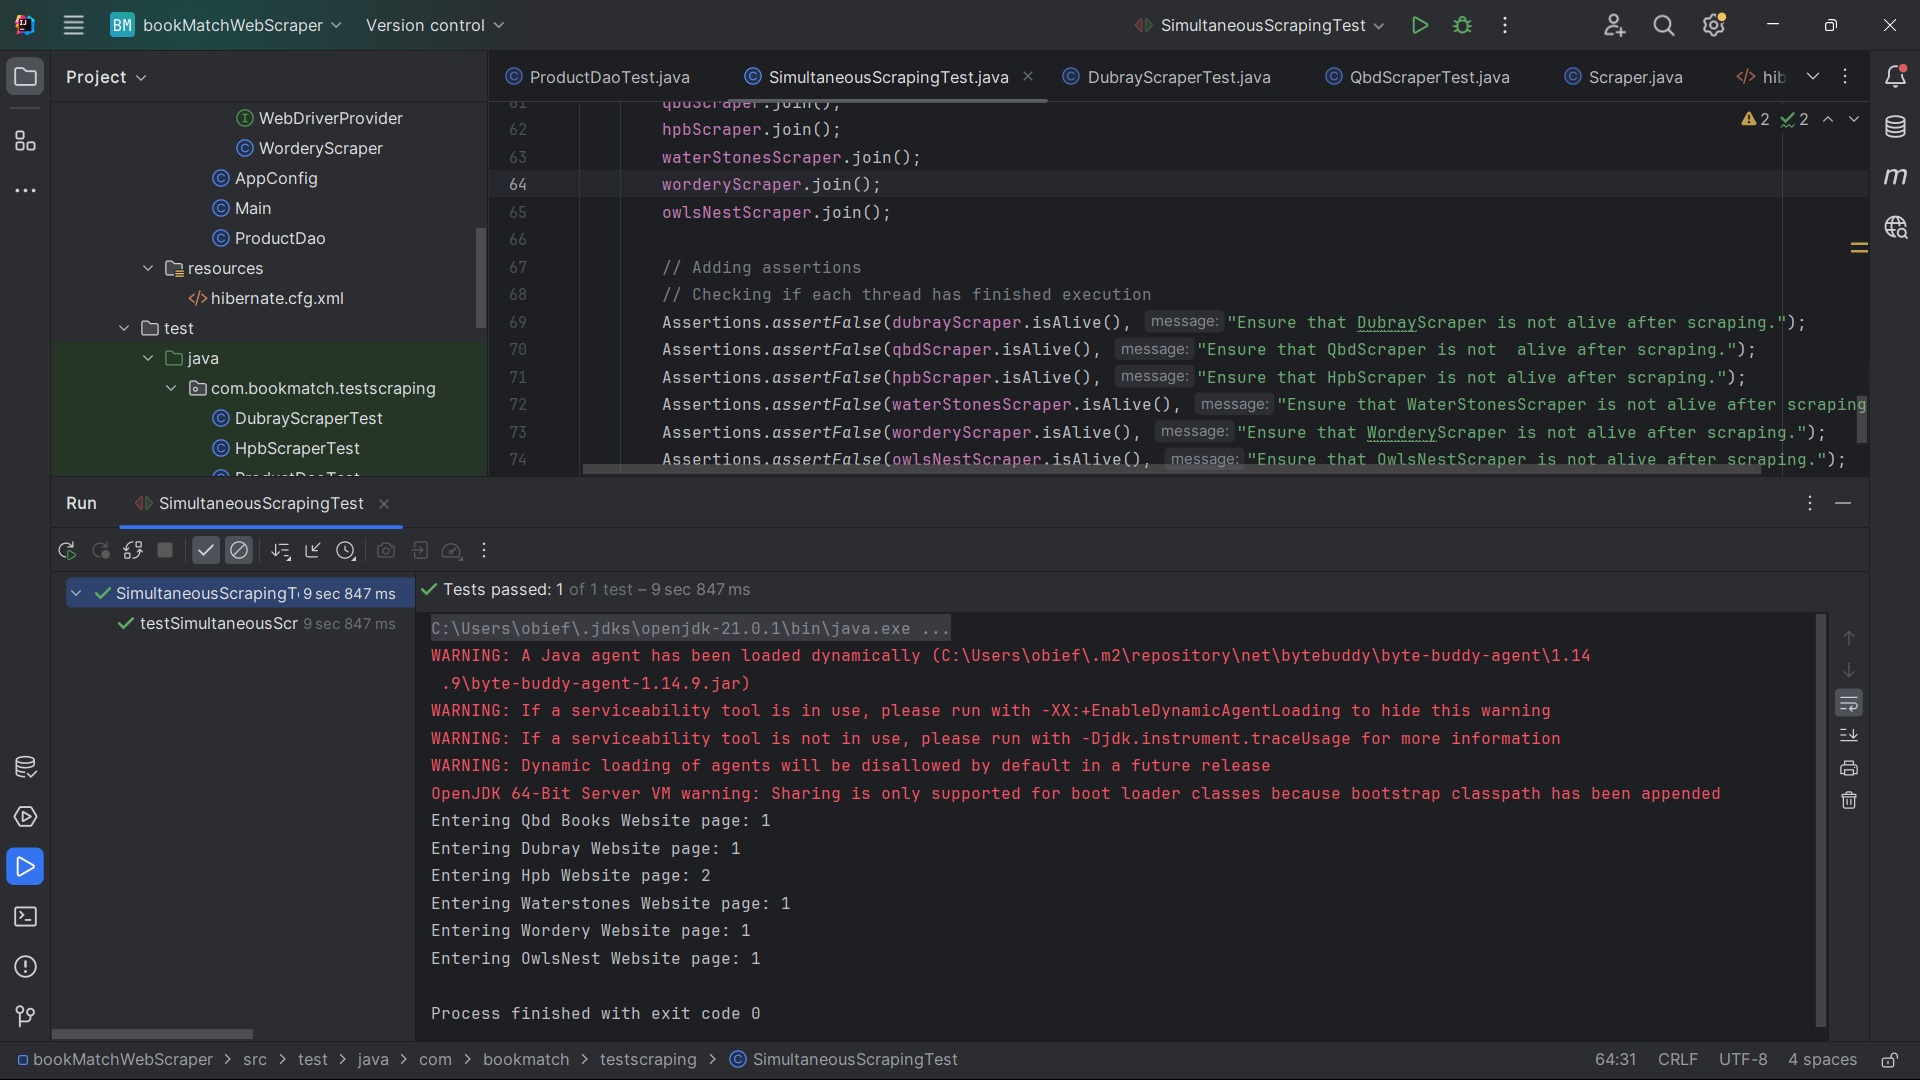 BM bookMatchWebScraper Version control SimultaneousScrapingTest
Project
WebDriverProvider
WorderyScraper
AppConfig
Main
ProductDao
resources
hibernate.cfg.xml
test
java
com.bookmatch.testscraping
DubrayScraperTest
HpbScraperTest
ProductDaoTest
ProductDaoTest.java SimultaneousScrapingTest.java DubrayScraperTest.java QbdScraperTest.java Scraper.java hib
2 2
61 qbdScraper.join();
62 hpbScraper.join();
63 waterStonesScraper.join();
64 worderyScraper.join();
65 owlsNestScraper.join();
66
67 // Adding assertions
68 // Checking if each thread has finished execution
69 Assertions.assertFalse(dubrayScraper.isAlive(), message: "Ensure that DubrayScraper is not alive after scraping.");
70 Assertions.assertFalse(qbdScraper.isAlive(), message: "Ensure that QbdScraper is not  alive after scraping.");
71 Assertions.assertFalse(hpbScraper.isAlive(), message: "Ensure that HpbScraper is not alive after scraping.");
72 Assertions.assertFalse(waterStonesScraper.isAlive(), message: "Ensure that WaterStonesScraper is not alive after scraping
73 Assertions.assertFalse(worderyScraper.isAlive(), message: "Ensure that WorderyScraper is not alive after scraping.");
74 Assertions.assertFalse(owlsNestScraper.isAlive(), message: "Ensure that OwlsNestScraper is not alive after scraping.");
Run SimultaneousScrapingTest
SimultaneousScrapingT 9 sec 847 ms
testSimultaneousScr 9 sec 847 ms
Tests passed: 1 of 1 test – 9 sec 847 ms
C:\Users\obief\.jdks\openjdk-21.0.1\bin\java.exe ...
WARNING: A Java agent has been loaded dynamically (C:\Users\obief\.m2\repository\net\bytebuddy\byte-buddy-agent\1.14
.9\byte-buddy-agent-1.14.9.jar)
WARNING: If a serviceability tool is in use, please run with -XX:+EnableDynamicAgentLoading to hide this warning
WARNING: If a serviceability tool is not in use, please run with -Djdk.instrument.traceUsage for more information
WARNING: Dynamic loading of agents will be disallowed by default in a future release
OpenJDK 64-Bit Server VM warning: Sharing is only supported for boot loader classes because bootstrap classpath has been appended
Entering Qbd Books Website page: 1
Entering Dubray Website page: 1
Entering Hpb Website page: 2
Entering Waterstones Website page: 1
Entering Wordery Website page: 1
Entering OwlsNest Website page: 1
Process finished with exit code 0
bookMatchWebScraper > src > test > java > com > bookmatch > testscraping > SimultaneousScrapingTest 64:31 CRLF UTF-8 4 spaces